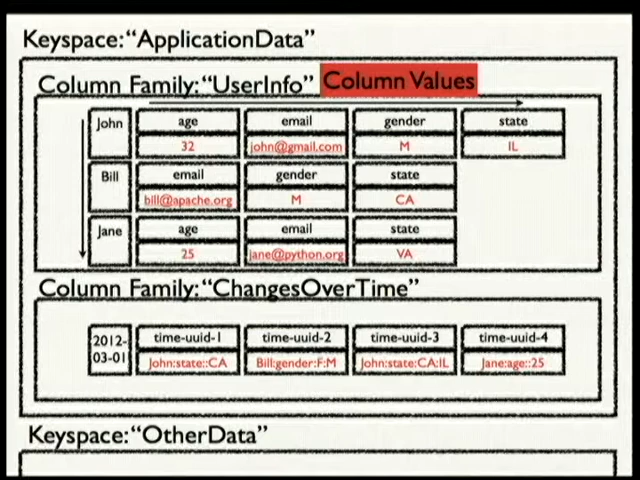 Keyspace:“ApplicationData”
Column Family:“UserInfo” Column Values
John age email gender state
32 john@gmail.com M IL
Bill email gender state
bill@apache.org M CA
Jane age email state
25 jane@python.org VA
Column Family:“ChangesOverTime”
2012-03-01 time-uuid-1 time-uuid-2 time-uuid-3 time-uuid-4
John:state::CA Bill:gender:F:M John:state:CA:IL Jane:age::25
Keyspace:“OtherData”